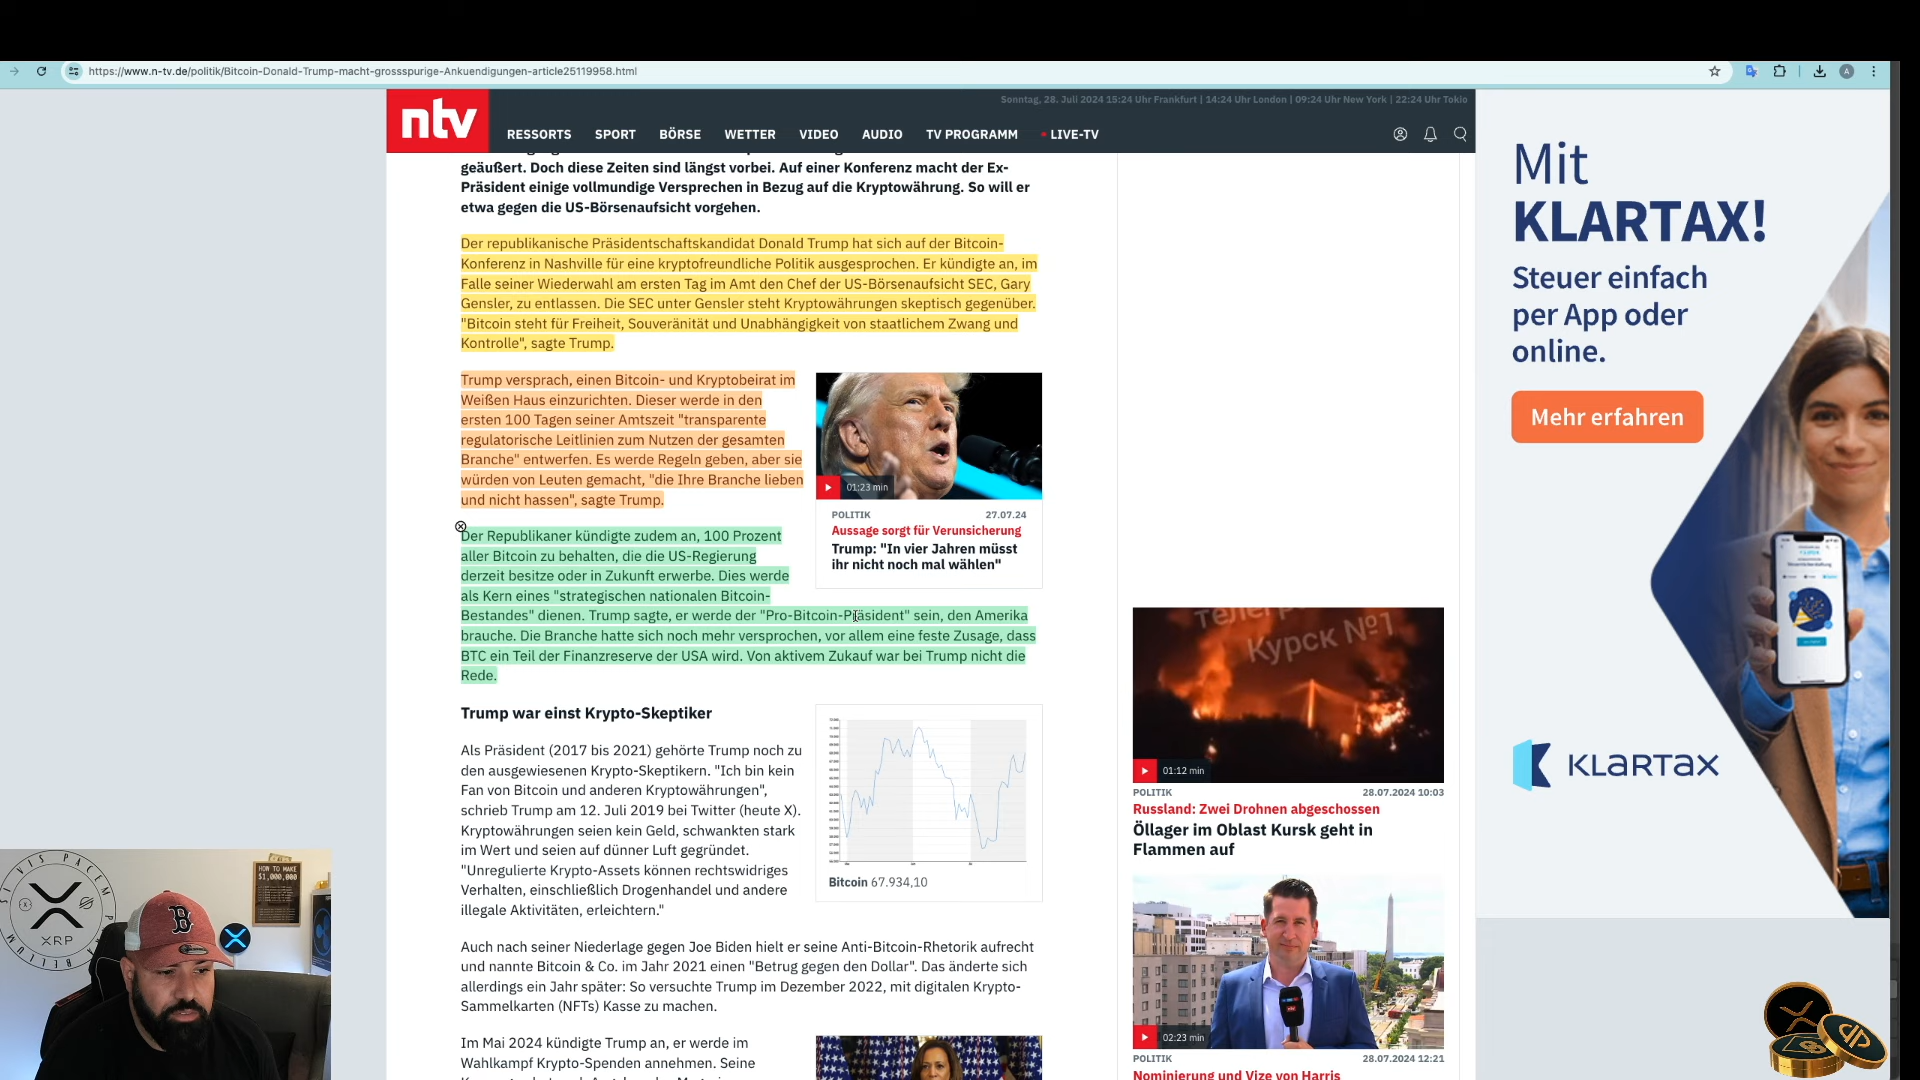 https://www.n-tv.de/politik/Bitcoin-Donald-Trump-macht-grossspurige-Ankuendigungen-article25119958.html
A
ntv
Sonntag, 28. Juli 2024 15:24 Uhr Frankfurt | 14:24 Uhr London | 09:24 Uhr New York | 22:24 Uhr Tokio
RESSORTS SPORT BÖRSE WETTER VIDEO AUDIO TV PROGRAMM LIVE-TV
geäußert. Doch diese Zeiten sind längst vorbei. Auf einer Konferenz macht der Ex-
Präsident einige vollmundige Versprechen in Bezug auf die Kryptowährung. So will er
etwa gegen die US-Börsenaufsicht vorgehen.
Der republikanische Präsidentschaftskandidat Donald Trump hat sich auf der Bitcoin-
Konferenz in Nashville für eine kryptofreundliche Politik ausgesprochen. Er kündigte an, im
Falle seiner Wiederwahl am ersten Tag im Amt den Chef der US-Börsenaufsicht SEC, Gary
Gensler, zu entlassen. Die SEC unter Gensler steht Kryptowährungen skeptisch gegenüber.
"Bitcoin steht für Freiheit, Souveränität und Unabhängigkeit von staatlichem Zwang und
Kontrolle", sagte Trump.
Trump versprach, einen Bitcoin- und Kryptobeirat im
Weißen Haus einzurichten. Dieser werde in den
ersten 100 Tagen seiner Amtszeit "transparente
regulatorische Leitlinien zum Nutzen der gesamten
Branche" entwerfen. Es werde Regeln geben, aber sie
würden von Leuten gemacht, "die Ihre Branche lieben
und nicht hassen", sagte Trump.
01:23 min
POLITIK 27.07.24
Aussage sorgt für Verunsicherung
Trump: "In vier Jahren müsst
ihr nicht noch mal wählen"
Der Republikaner kündigte zudem an, 100 Prozent
aller Bitcoin zu behalten, die die US-Regierung
derzeit besitze oder in Zukunft erwerbe. Dies werde
als Kern eines "strategischen nationalen Bitcoin-
Bestandes" dienen. Trump sagte, er werde der "Pro-Bitcoin-Präsident" sein, den Amerika
brauche. Die Branche hatte sich noch mehr versprochen, vor allem eine feste Zusage, dass
BTC ein Teil der Finanzreserve der USA wird. Von aktivem Zukauf war bei Trump nicht die
Rede.
Trump war einst Krypto-Skeptiker
Als Präsident (2017 bis 2021) gehörte Trump noch zu
den ausgewiesenen Krypto-Skeptikern. "Ich bin kein
Fan von Bitcoin und anderen Kryptowährungen",
schrieb Trump am 12. Juli 2019 bei Twitter (heute X).
Kryptowährungen seien kein Geld, schwankten stark
im Wert und seien auf dünner Luft gegründet.
"Unregulierte Krypto-Assets können rechtswidriges
Verhalten, einschließlich Drogenhandel und andere
illegale Aktivitäten, erleichtern."
Bitcoin 67.934,10
Auch nach seiner Niederlage gegen Joe Biden hielt er seine Anti-Bitcoin-Rhetorik aufrecht
und nannte Bitcoin & Co. im Jahr 2021 einen "Betrug gegen den Dollar". Das änderte sich
allerdings ein Jahr später: So versuchte Trump im Dezember 2022, mit digitalen Krypto-
Sammelkarten (NFTs) Kasse zu machen.
Im Mai 2024 kündigte Trump an, er werde im
Wahlkampf Krypto-Spenden annehmen. Seine
Курск №1
01:12 min
POLITIK 28.07.2024 10:03
Russland: Zwei Drohnen abgeschossen
Öllager im Oblast Kursk geht in
Flammen auf
02:23 min
POLITIK 28.07.2024 12:21
Nominierung und Vize von Harris
Mit
KLARTAX!
Steuer einfach
per App oder
online.
Mehr erfahren
KLARTAX
SI VIS PACEM
PARA BELLUM
XRP
HOW TO MAKE
$1,000,000
B